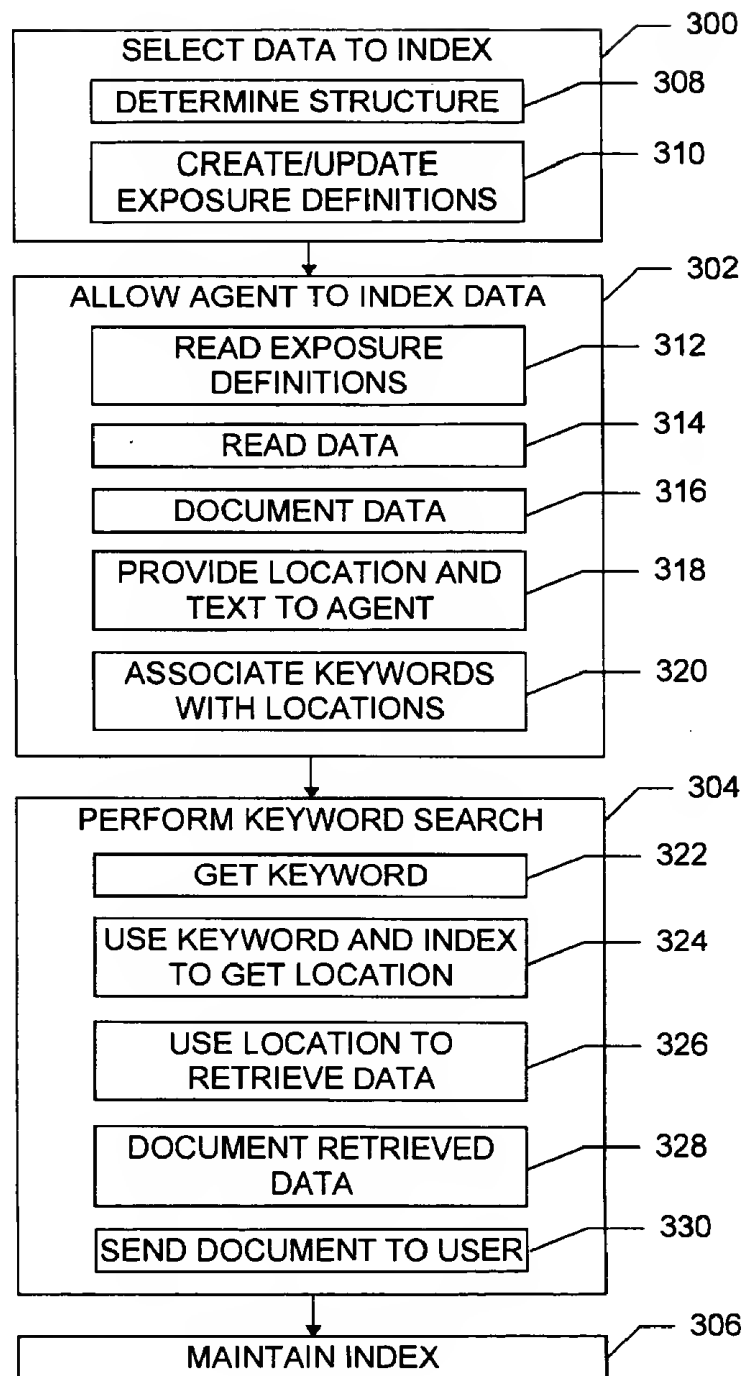 SELECT DATA TO INDEX
300
DETERMINE STRUCTURE
308
CREATE/UPDATE
EXPOSURE DEFINITIONS
310
ALLOW AGENT TO INDEX DATA
302
READ EXPOSURE
DEFINITIONS
312
READ DATA
314
DOCUMENT DATA
316
PROVIDE LOCATION AND
TEXT TO AGENT
318
ASSOCIATE KEYWORDS
WITH LOCATIONS
320
PERFORM KEYWORD SEARCH
304
GET KEYWORD
322
USE KEYWORD AND INDEX
TO GET LOCATION
324
USE LOCATION TO
RETRIEVE DATA
326
DOCUMENT RETRIEVED
DATA
328
SEND DOCUMENT TO USER
330
MAINTAIN INDEX
306